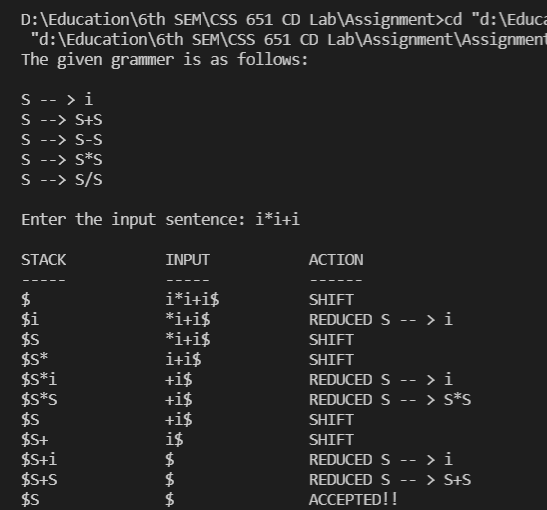 D:\Education\6th SEM\CSS 651 CD Lab\Assignment>cd "d:\Educa
"d:\Education\6th SEM\CSS 651 CD Lab\Assignment\Assignment
The given grammer is as follows:
S -- > i
S --> S+S
S --> S-S
S --> S*S
S --> S/S
Enter the input sentence: i*i+i
STACK INPUT ACTION
----- ----- ------
$ i*i+i$ SHIFT
$i *i+i$ REDUCED S -- > i
$S *i+i$ SHIFT
$S* i+i$ SHIFT
$S*i +i$ REDUCED S -- > i
$S*S +i$ REDUCED S -- > S*S
$S +i$ SHIFT
$S+ i$ SHIFT
$S+i $ REDUCED S -- > i
$S+S $ REDUCED S -- > S+S
$S $ ACCEPTED!!